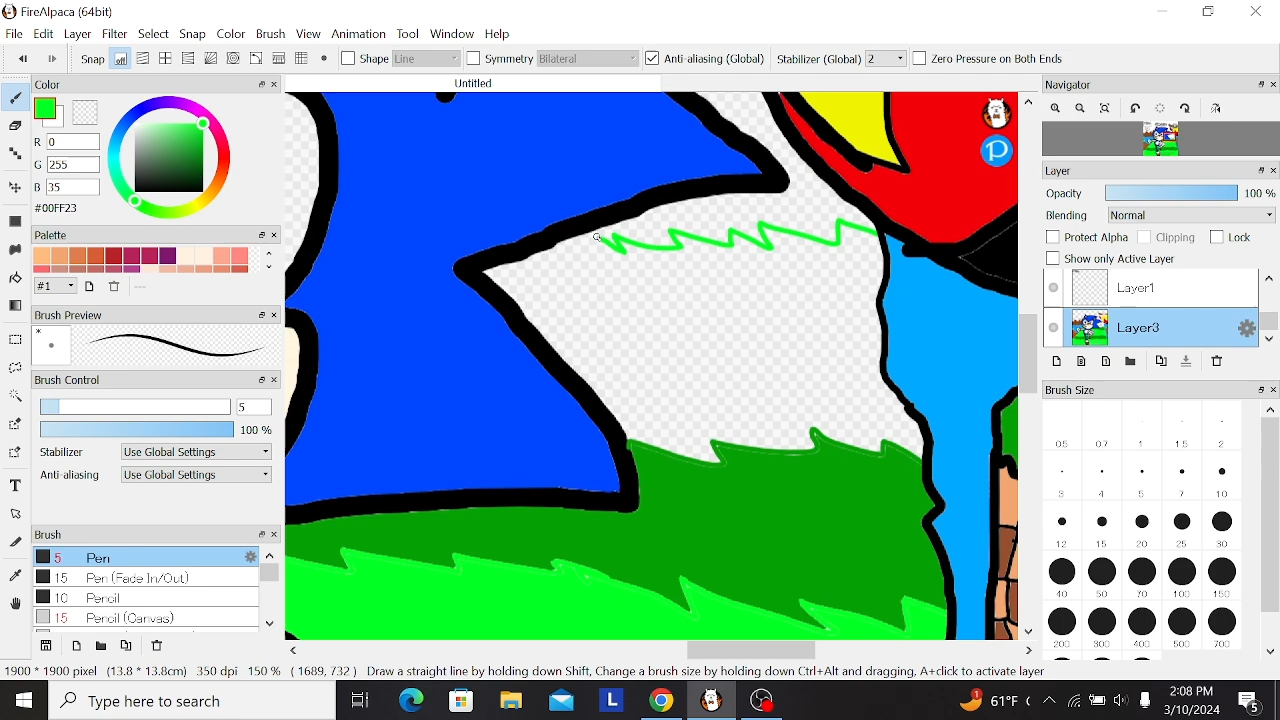 FireAlpaca (64bit)
File Edit Layer Filter Select Snap Color Brush View Animation Tool Window Help
Snap Shape Line Symmetry Bilateral Anti-aliasing (Global) Stabilizer (Global) 2 Zero Pressure on Both Ends
Color
Untitled
Navigator
R 0
G 255
B 35
#00FF23
Palette
#1
---
Brush Preview
*
Brush Control
5
100 %
Stabilizer Use Global Settings
Anti-aliasing Use Global Settings
Brush
5 Pen
15 Pen (Fade In/Out)
10 Pencil
15 Pencil (Canvas)
P
Layer
Opacity 100 %
Blending Normal
Protect Alpha Clipping Lock
Show only Active Layer
Layer1
Layer3
Brush Size
0.5 0.7 1 1.5 2
3 4 5 7 10
12 15 20 25 30
40 50 70 100 150
200 300 400 500 700
1900 * 1900 pixel (13.8 * 13.8cm) 350 dpi 150 % ( 1689, 732 ) Draw a straight line by holding down Shift, Change a brush size by holding down Ctrl+Alt and dragging, A+click to activate layer
Type here to search
L
1
61°F
2:08 PM
3/10/2024
5